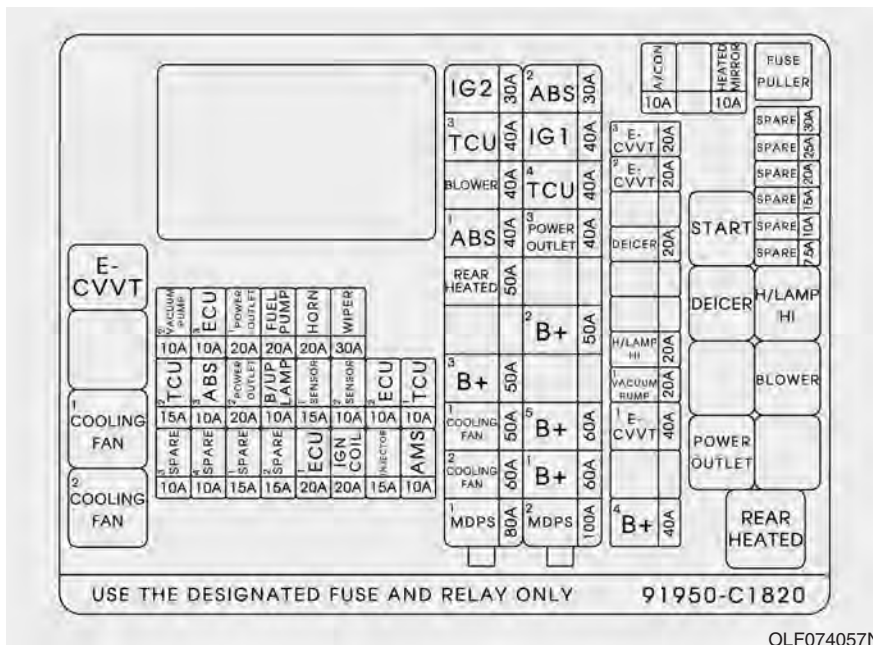 A/CON 10A
HEATED MIRROR 10A
FUSE PULLER
IG2 30A
2 ABS 30A
SPARE 30A
SPARE 25A
SPARE 20A
SPARE 15A
SPARE 10A
SPARE 7.5A
3 TCU 40A
IG1 40A
3 E-CVVT 20A
BLOWER 40A
4 TCU 40A
2 E-CVVT 20A
1 ABS 40A
3 POWER OUTLET 40A
DEICER 20A
START
E-CVVT
REAR HEATED 50A
DEICER
H/LAMP HI
2 VACUUM PUMP 10A
3 ECU 10A
1 POWER OUTLET 20A
FUEL PUMP 20A
HORN 20A
WIPER 30A
2 B+ 50A
H/LAMP HI 20A
2 TCU 15A
3 ABS 10A
2 POWER OUTLET 20A
B/UP LAMP 10A
1 SENSOR 15A
2 SENSOR 10A
2 ECU 10A
1 TCU 10A
3 B+ 50A
1 VACUUM PUMP 20A
BLOWER
1 COOLING FAN
1 COOLING FAN 50A
5 B+ 60A
1 E-CVVT 40A
POWER OUTLET
3 SPARE 10A
4 SPARE 10A
1 SPARE 15A
2 SPARE 15A
1 ECU 20A
IGN COIL 20A
INJECTOR 15A
AMS 10A
2 COOLING FAN
2 COOLING FAN 60A
1 B+ 60A
1 MDPS 80A
2 MDPS 100A
4 B+ 40A
REAR HEATED
USE THE DESIGNATED FUSE AND RELAY ONLY
91950-C1820
OLF074057N